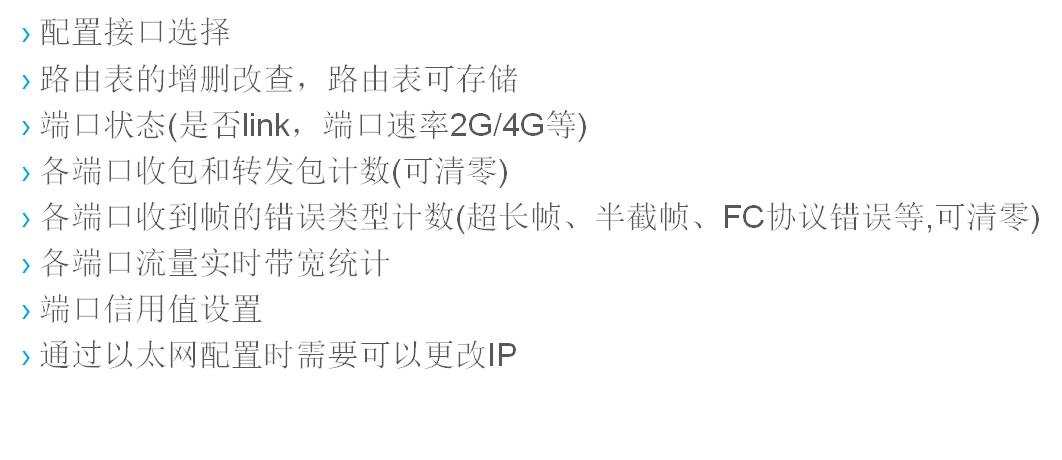 › 配置接口选择
› 路由表的增删改查，路由表可存储
› 端口状态(是否link，端口速率2G/4G等)
› 各端口收包和转发包计数(可清零)
› 各端口收到帧的错误类型计数(超长帧、半截帧、FC协议错误等,可清零)
› 各端口流量实时带宽统计
› 端口信用值设置
› 通过以太网配置时需要可以更改IP